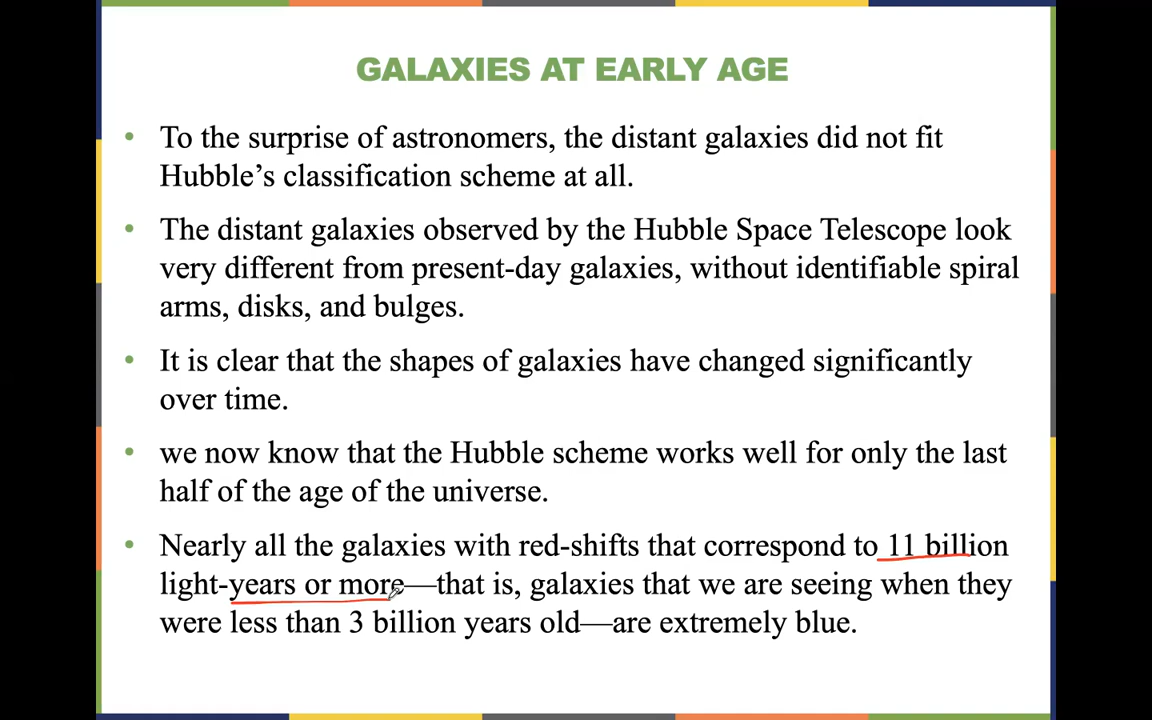 GALAXIES AT EARLY AGE
• To the surprise of astronomers, the distant galaxies did not fit
Hubble’s classification scheme at all.
• The distant galaxies observed by the Hubble Space Telescope look
very different from present-day galaxies, without identifiable spiral
arms, disks, and bulges.
• It is clear that the shapes of galaxies have changed significantly
over time.
• we now know that the Hubble scheme works well for only the last
half of the age of the universe.
• Nearly all the galaxies with red-shifts that correspond to 11 billion
light-years or more—that is, galaxies that we are seeing when they
were less than 3 billion years old—are extremely blue.